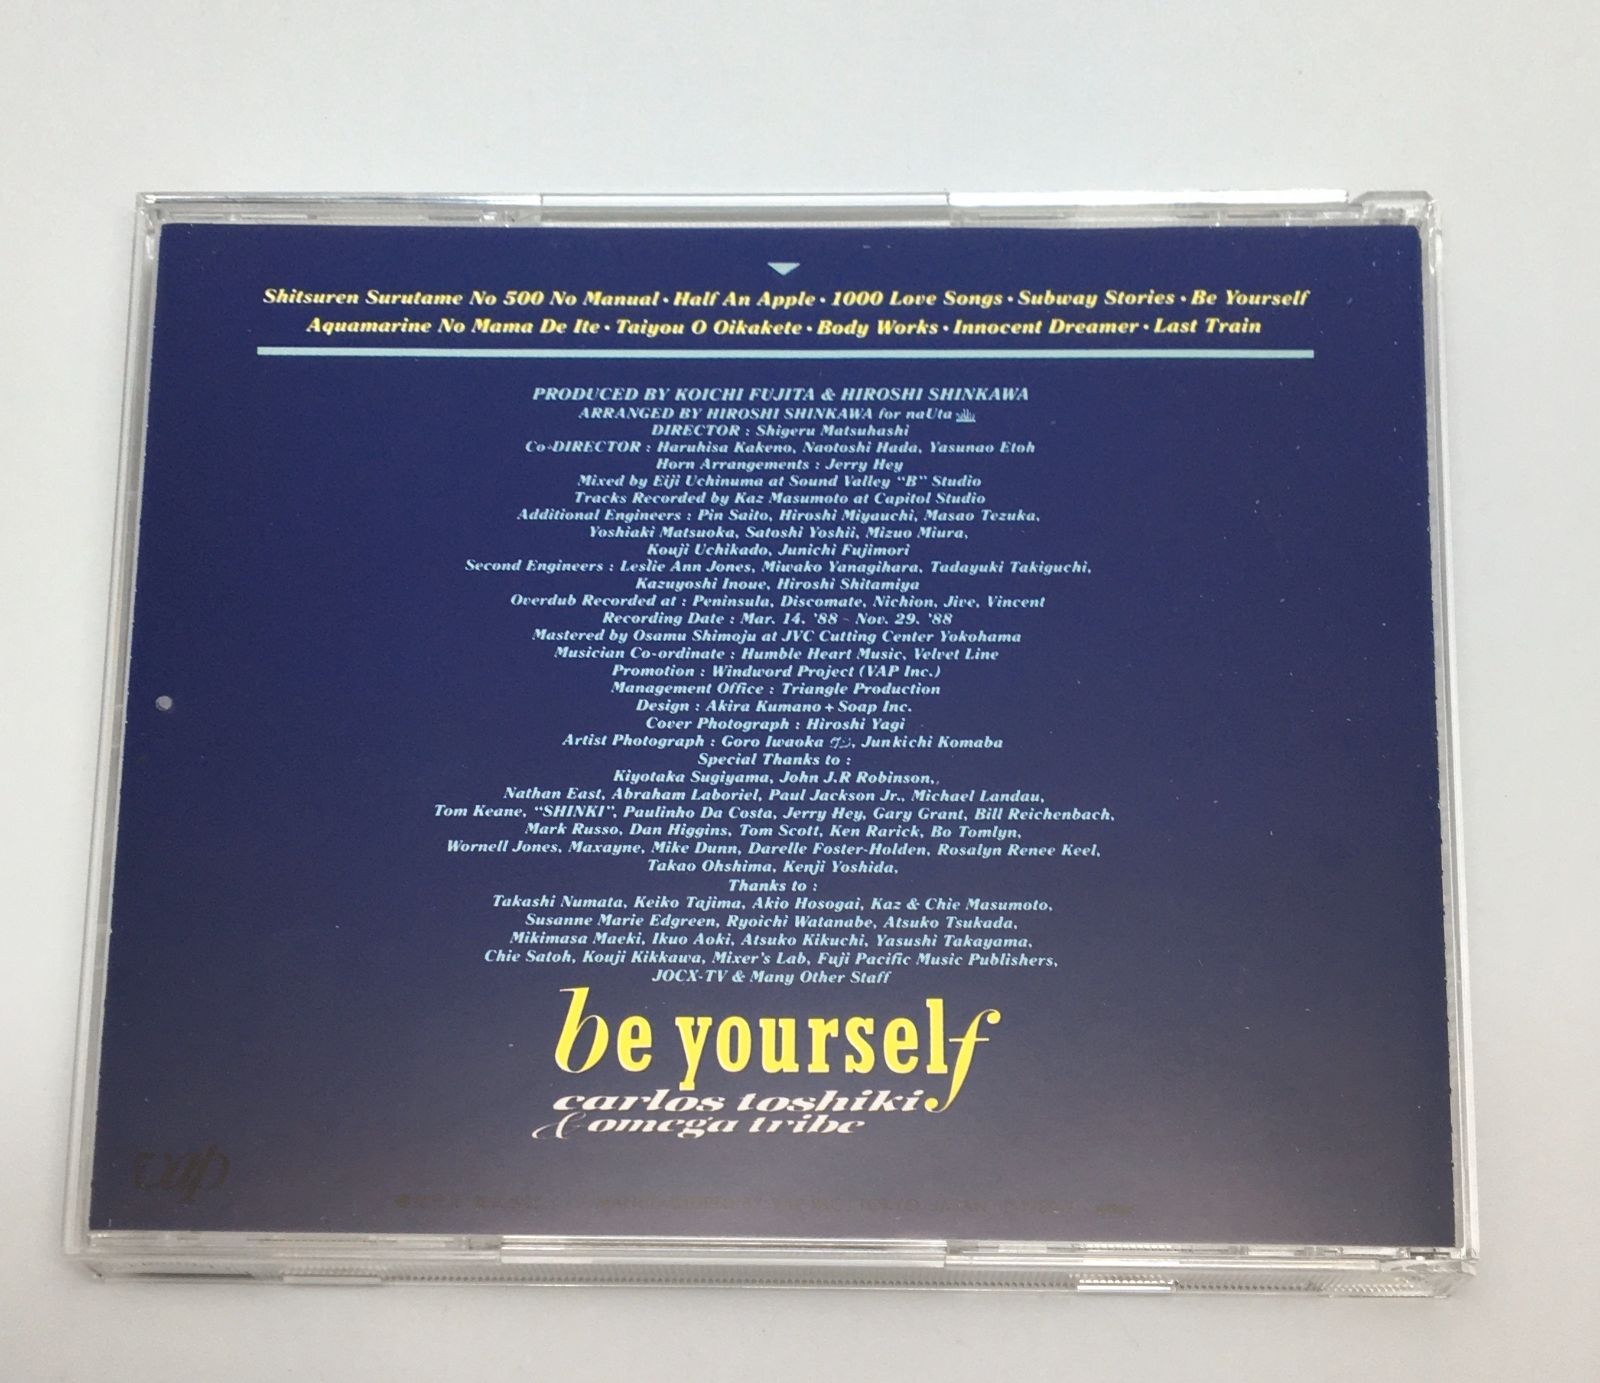 Shitsuren Surutame No 500 No Manual・Half An Apple・1000 Love Songs・Subway Stories・Be Yourself
Aquamarine No Mama De Ite・Taiyou O Oikakete・Body Works・Innocent Dreamer・Last Train
PRODUCED BY KOICHI FUJITA & HIROSHI SHINKAWA
ARRANGED BY HIROSHI SHINKAWA for naUta
DIRECTOR : Shigeru Matsuhashi
Co-DIRECTOR : Haruhisa Kakeno, Naotoshi Hada, Yasunao Etoh
Horn Arrangements : Jerry Hey
Mixed by Eiji Uchinuma at Sound Valley "B" Studio
Tracks Recorded by Kaz Masumoto at Capitol Studio
Additional Engineers : Pin Saito, Hiroshi Miyauchi, Masao Tezuka,
Yoshiaki Matsuoka, Satoshi Yoshii, Mizuo Miura,
Kouji Uchikado, Junichi Fujimori
Second Engineers : Leslie Ann Jones, Miwako Yanagihara, Tadayuki Takiguchi,
Kazuyoshi Inoue, Hiroshi Shitamiya
Overdub Recorded at : Peninsula, Discomate, Nichion, Jive, Vincent
Recording Date : Mar. 14. '88 ~ Nov. 29. '88
Mastered by Osamu Shimoju at JVC Cutting Center Yokohama
Musician Co-ordinate : Humble Heart Music, Velvet Line
Promotion : Windword Project (VAP Inc.)
Management Office : Triangle Production
Design : Akira Kumano + Soap Inc.
Cover Photograph : Hiroshi Yagi
Artist Photograph : Goro Iwaoka, Junkichi Komaba
Special Thanks to :
Kiyotaka Sugiyama, John J.R Robinson,
Nathan East, Abraham Laboriel, Paul Jackson Jr., Michael Landau,
Tom Keane, "SHINKI", Paulinho Da Costa, Jerry Hey, Gary Grant, Bill Reichenbach,
Mark Russo, Dan Higgins, Tom Scott, Ken Rarick, Bo Tomlyn,
Wornell Jones, Maxayne, Mike Dunn, Darelle Foster-Holden, Rosalyn Renee Keel,
Takao Ohshima, Kenji Yoshida,
Thanks to :
Takashi Numata, Keiko Tajima, Akio Hosogai, Kaz & Chie Masumoto,
Susanne Marie Edgreen, Ryoichi Watanabe, Atsuko Tsukada,
Mikimasa Maeki, Ikuo Aoki, Atsuko Kikuchi, Yasushi Takayama,
Chie Satoh, Kouji Kikkawa, Mixer's Lab, Fuji Pacific Music Publishers,
JOCX-TV & Many Other Staff
be yourself
carlos toshiki
& omega tribe
vap